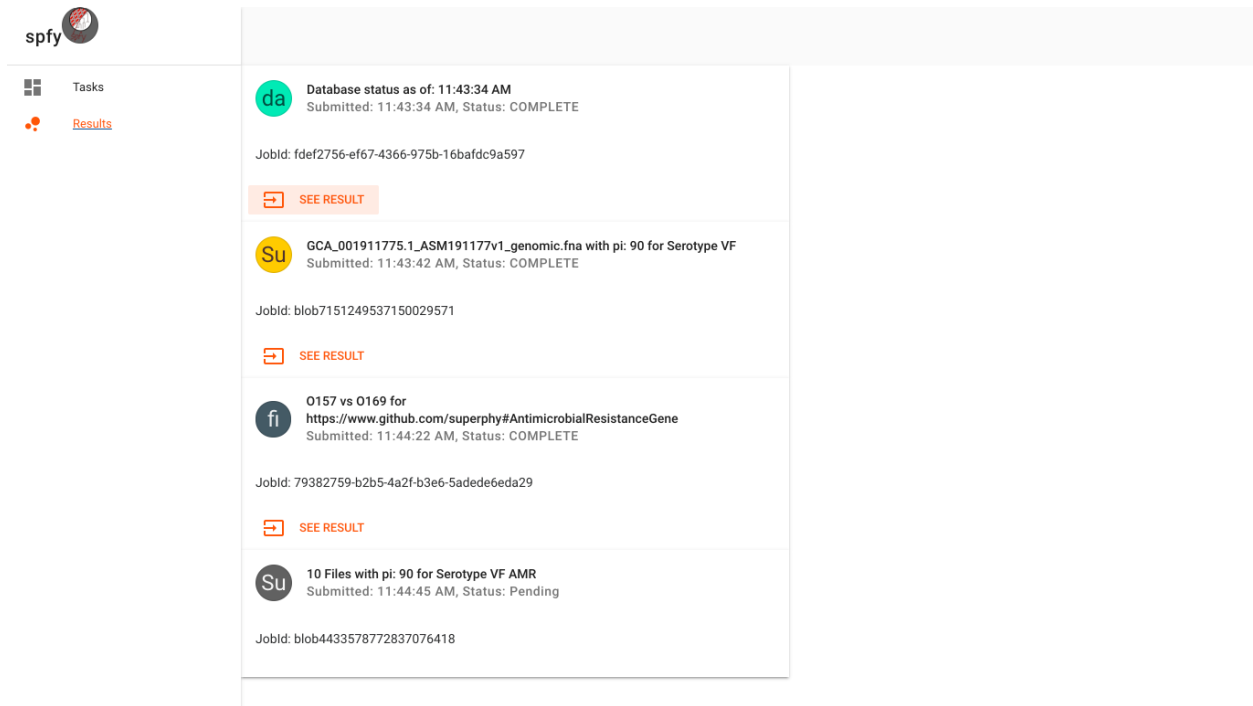 spfy
Tasks
Results
da
Database status as of: 11:43:34 AM
Submitted: 11:43:34 AM, Status: COMPLETE
JobId: fdef2756-ef67-4366-975b-16bafdc9a597
SEE RESULT
Su
GCA_001911775.1_ASM191177v1_genomic.fna with pi: 90 for Serotype VF
Submitted: 11:43:42 AM, Status: COMPLETE
JobId: blob7151249537150029571
SEE RESULT
fi
O157 vs O169 for
https://www.github.com/superphy#AntimicrobialResistanceGene
Submitted: 11:44:22 AM, Status: COMPLETE
JobId: 79382759-b2b5-4a2f-b3e6-5adede6eda29
SEE RESULT
Su
10 Files with pi: 90 for Serotype VF AMR
Submitted: 11:44:45 AM, Status: Pending
JobId: blob4433578772837076418